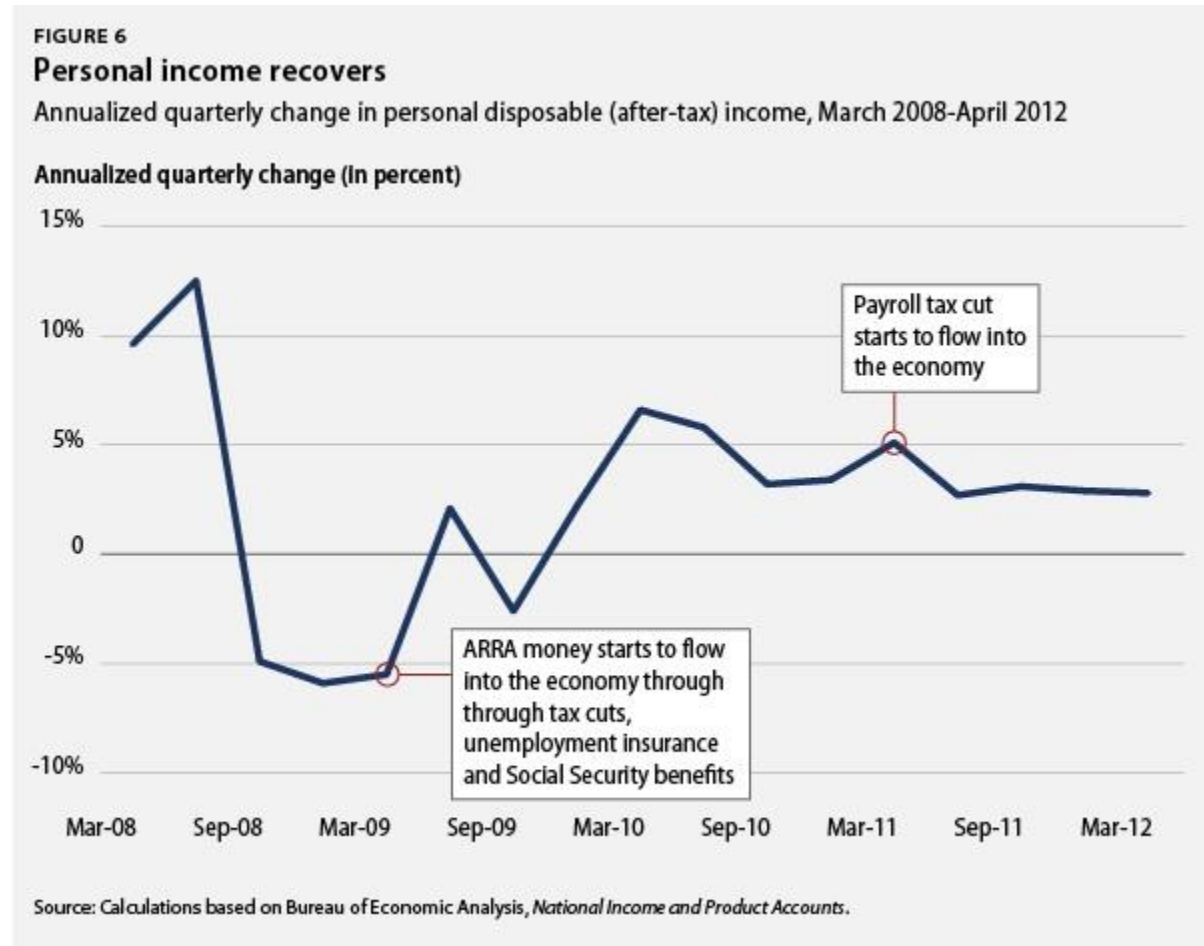 FIGURE 6
Personal income recovers
Annualized quarterly change in personal disposable (after-tax) income, March 2008-April 2012
Annualized quarterly change (in percent)
15%
10%
5%
0
-5%
-10%
Payroll tax cut
starts to flow into
the economy
ARRA money starts to flow
into the economy through
through tax cuts,
unemployment insurance
and Social Security benefits
Mar-08 Sep-08 Mar-09 Sep-09 Mar-10 Sep-10 Mar-11 Sep-11 Mar-12
Source: Calculations based on Bureau of Economic Analysis, National Income and Product Accounts.